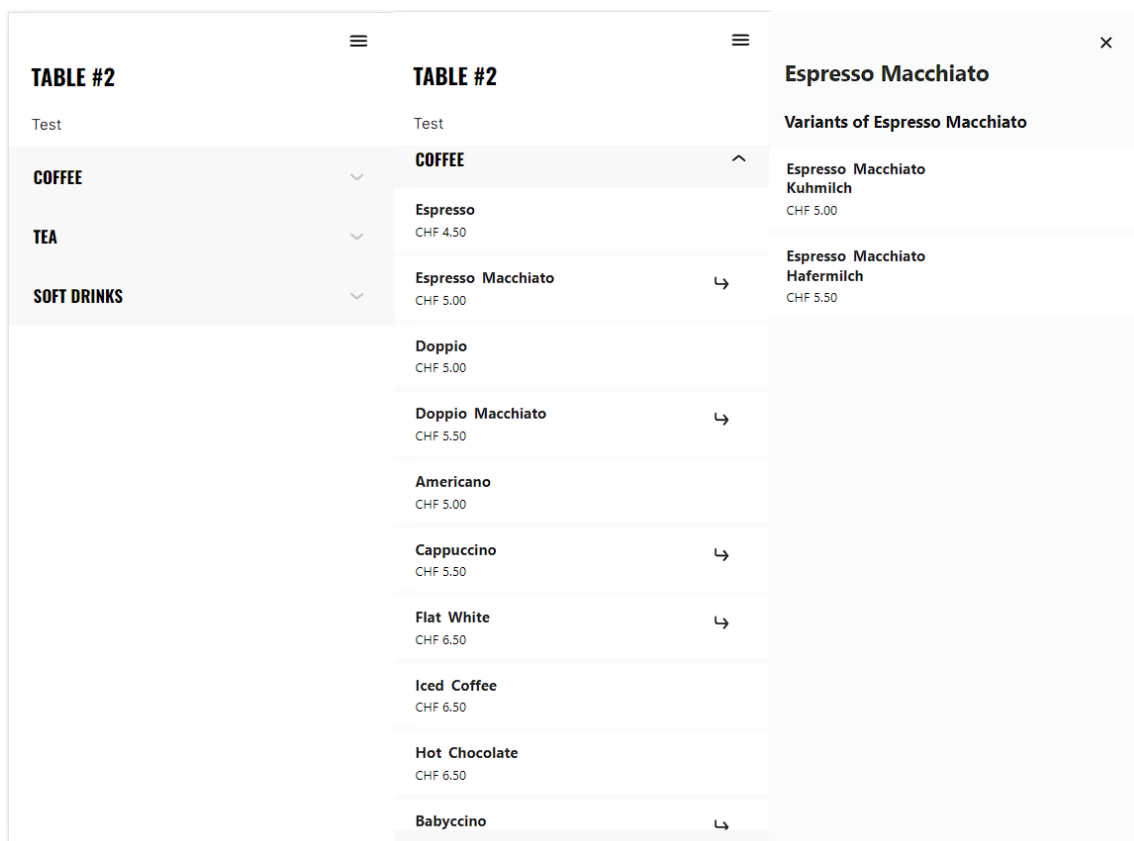 TABLE #2
Test
COFFEE
TEA
SOFT DRINKS
TABLE #2
Test
COFFEE
Espresso
CHF 4.50
Espresso Macchiato
CHF 5.00
Doppio
CHF 5.00
Doppio Macchiato
CHF 5.50
Americano
CHF 5.00
Cappuccino
CHF 5.50
Flat White
CHF 6.50
Iced Coffee
CHF 6.50
Hot Chocolate
CHF 6.50
Babyccino
Espresso Macchiato
Variants of Espresso Macchiato
Espresso Macchiato
Kuhmilch
CHF 5.00
Espresso Macchiato
Hafermilch
CHF 5.50